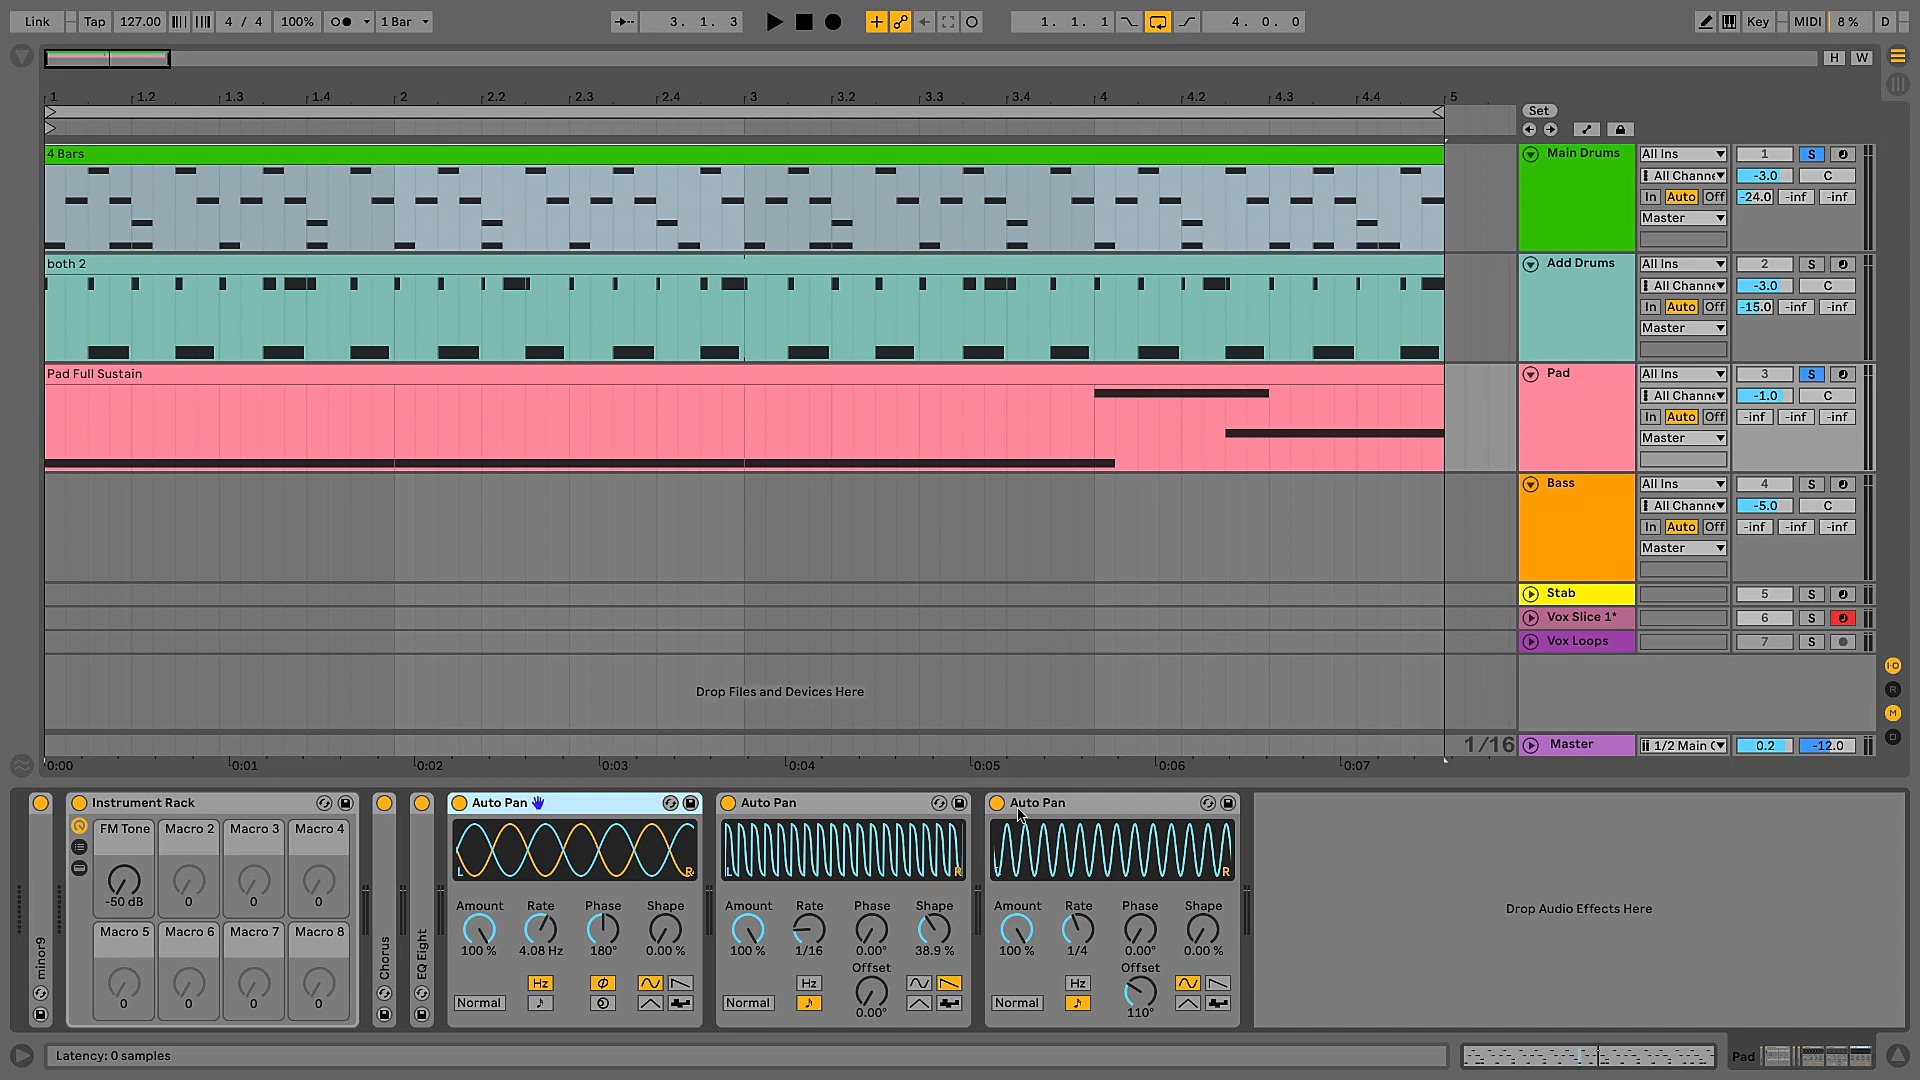 Link Tap 127.00 4 / 4 100% 1 Bar 3. 1. 3 1. 1. 1 4. 0. 0 Key MIDI 8 % D
H W
1 1.2 1.3 1.4 2 2.2 2.3 2.4 3 3.2 3.3 3.4 4 4.2 4.3 4.4 5
Set
4 Bars
Main Drums All Ins 1 S
All Channe -3.0 C
In Auto Off -24.0 -inf -inf
Master
both 2
Add Drums All Ins 2 S
All Channe -3.0 C
In Auto Off -15.0 -inf -inf
Master
Pad Full Sustain
Pad All Ins 3 S
All Channe -1.0 C
In Auto Off -inf -inf -inf
Master
Bass All Ins 4 S
All Channe -5.0 C
In Auto Off -inf -inf -inf
Master
Stab 5 S
Vox Slice 1* 6 S
Vox Loops 7 S
I·O
R
M
D
Drop Files and Devices Here
1/16 Master 1/2 Main 0.2 -12.0
0:00 0:01 0:02 0:03 0:04 0:05 0:06 0:07
minor9
Instrument Rack
FM Tone Macro 2 Macro 3 Macro 4
-50 dB 0 0 0
Macro 5 Macro 6 Macro 7 Macro 8
0 0 0 0
Chorus
EQ Eight
Auto Pan
L R
Amount Rate Phase Shape
100 % 4.08 Hz 180° 0.00 %
Hz
Normal
Auto Pan
L R
Amount Rate Phase Shape
100 % 1/16 0.00° 38.9 %
Hz Offset
Normal 0.00°
Auto Pan
R
Amount Rate Phase Shape
100 % 1/4 0.00° 0.00 %
Hz Offset
Normal 110°
Drop Audio Effects Here
Latency: 0 samples
Pad